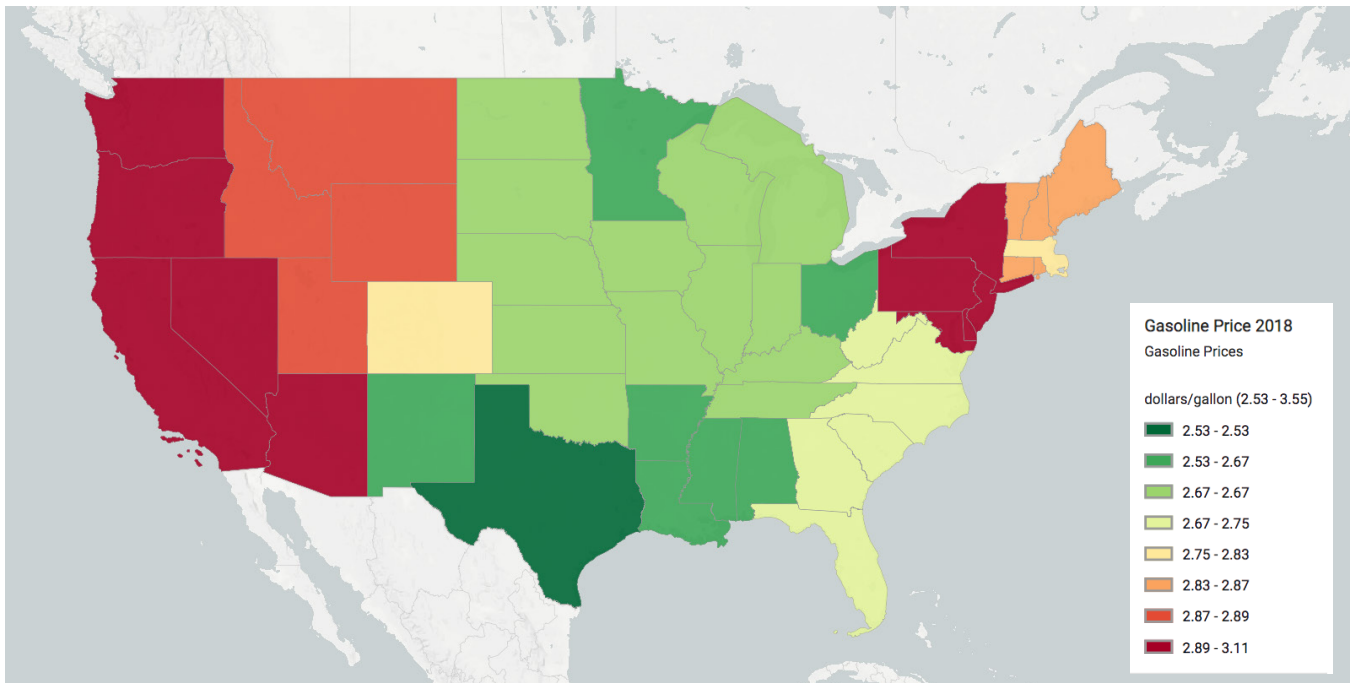 Gasoline Price 2018
Gasoline Prices
dollars/gallon (2.53 - 3.55)
2.53 - 2.53
2.53 - 2.67
2.67 - 2.67
2.67 - 2.75
2.75 - 2.83
2.83 - 2.87
2.87 - 2.89
2.89 - 3.11